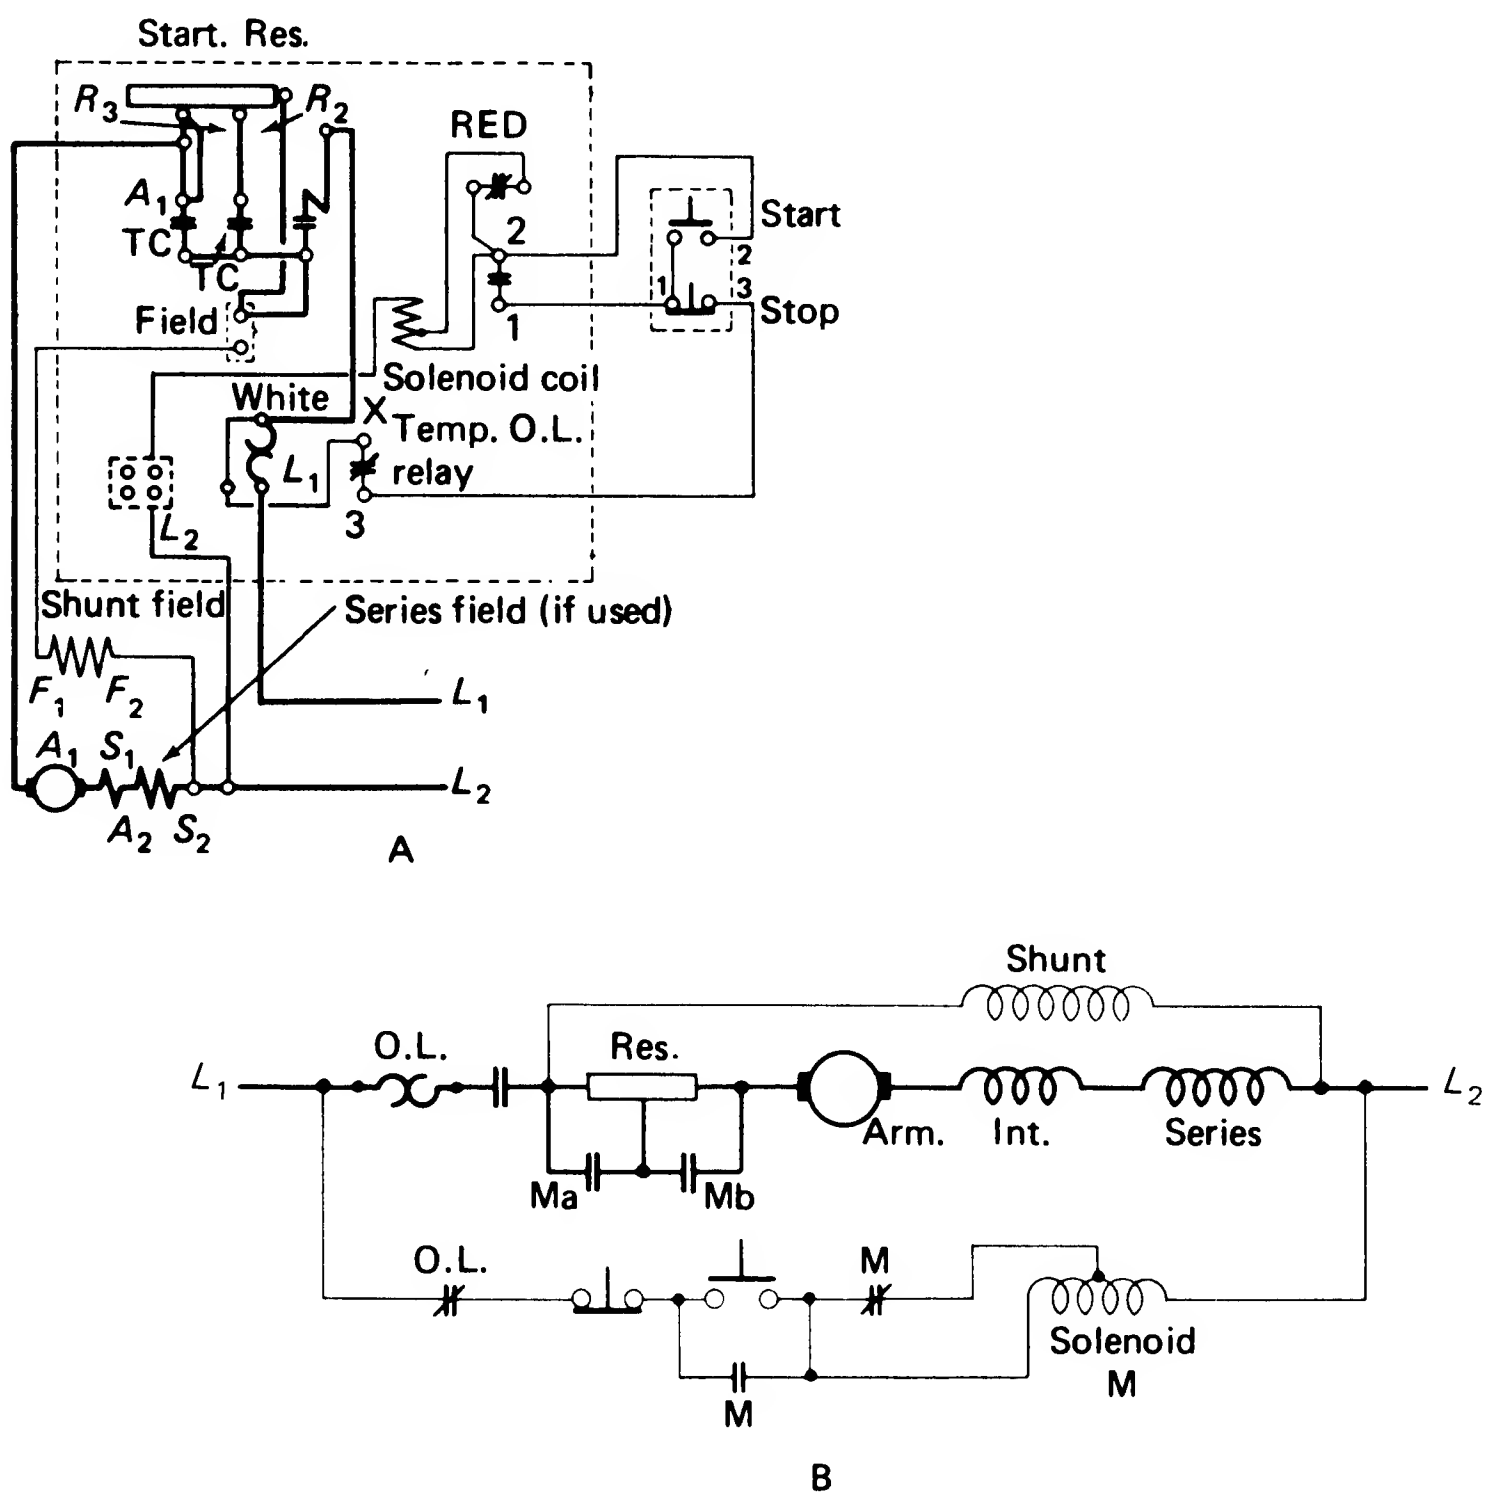 Start. Res.
R3
R2
RED
A1
TC
TC
2
Start
2
1
3
Stop
Field
1
Solenoid coil
White
X
Temp. O.L.
relay
L1
3
L2
Shunt field
Series field (if used)
F1
F2
L1
A1
S1
L2
A2
S2
A
Shunt
O.L.
Res.
L1
L2
Arm.
Int.
Series
Ma
Mb
O.L.
M
Solenoid
M
M
B